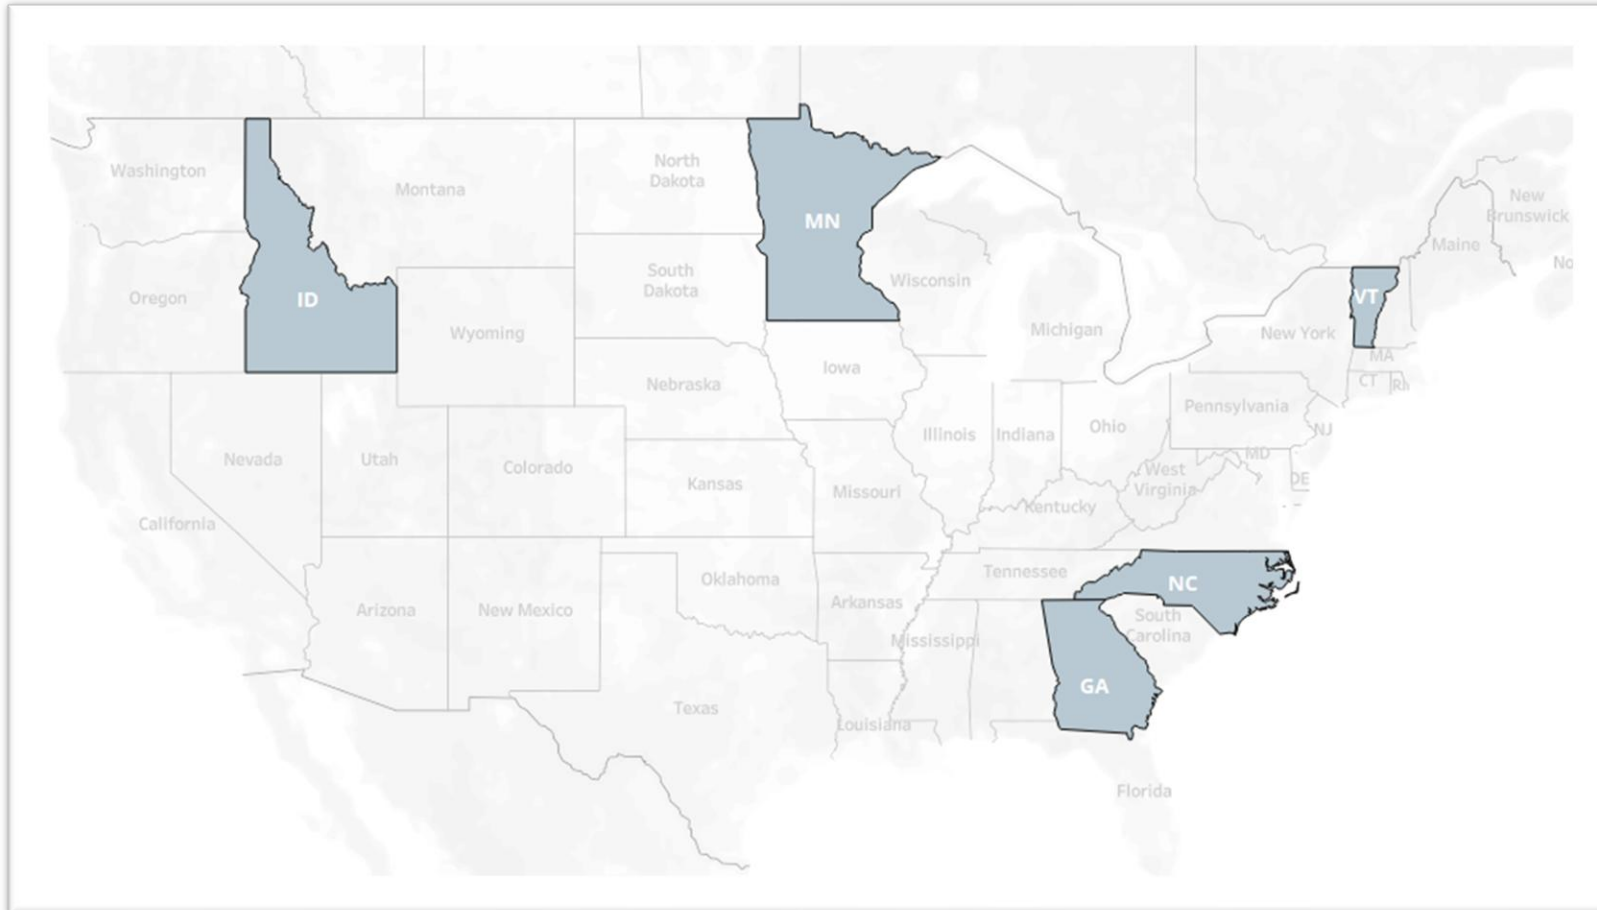 Washington
Montana
North
Dakota
MN
New
Brunswick
Maine
No
Oregon
ID
South
Dakota
Wisconsin
VT
Wyoming
Michigan
New York
MA
Iowa
Nebraska
CT
RI
Pennsylvania
Illinois
Indiana
Ohio
NJ
Nevada
Utah
Colorado
MD
Kansas
Missouri
West
Virginia
DE
California
Kentucky
Oklahoma
Tennessee
NC
Arizona
New Mexico
Arkansas
Mississippi
South
Carolina
GA
Texas
Louisiana
Florida